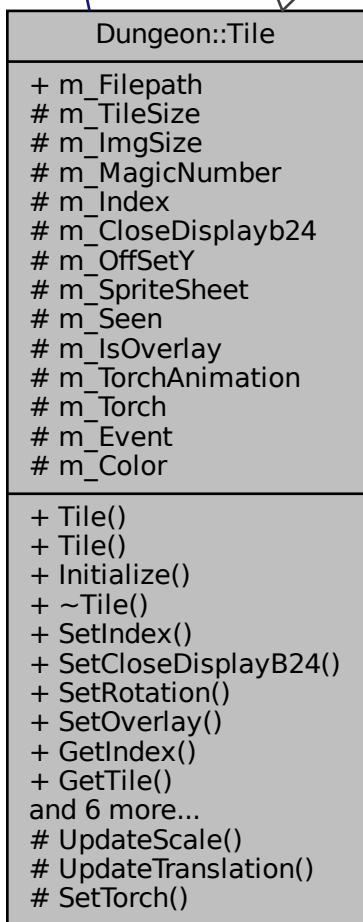 Dungeon::Tile
+ m_Filepath
# m_TileSize
# m_ImgSize
# m_MagicNumber
# m_Index
# m_CloseDisplayb24
# m_OffSetY
# m_SpriteSheet
# m_Seen
# m_IsOverlay
# m_TorchAnimation
# m_Torch
# m_Event
# m_Color
+ Tile()
+ Tile()
+ Initialize()
+ ~Tile()
+ SetIndex()
+ SetCloseDisplayB24()
+ SetRotation()
+ SetOverlay()
+ GetIndex()
+ GetTile()
and 6 more...
# UpdateScale()
# UpdateTranslation()
# SetTorch()